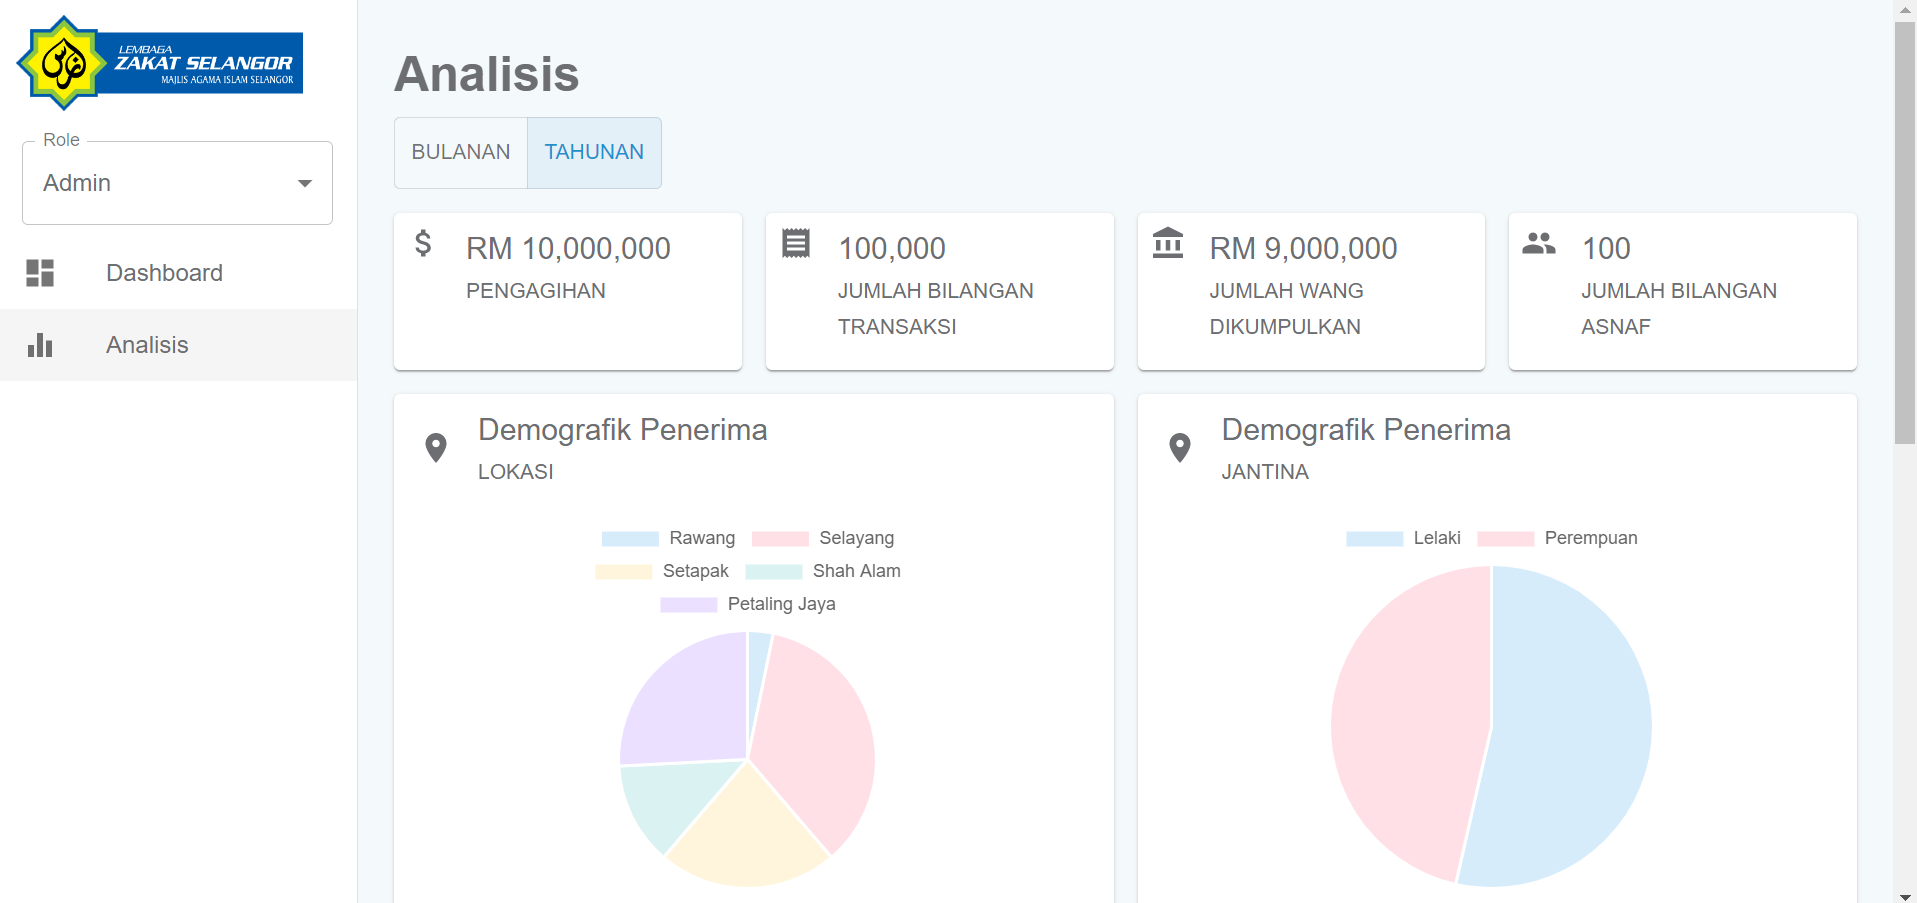 LEMBAGA
ZAKAT SELANGOR
MAJLIS AGAMA ISLAM SELANGOR
Role
Admin
Dashboard
Analisis
Analisis
BULANAN
TAHUNAN
RM 10,000,000
PENGAGIHAN
100,000
JUMLAH BILANGAN
TRANSAKSI
RM 9,000,000
JUMLAH WANG
DIKUMPULKAN
100
JUMLAH BILANGAN
ASNAF
Demografik Penerima
LOKASI
Rawang
Selayang
Setapak
Shah Alam
Petaling Jaya
Demografik Penerima
JANTINA
Lelaki
Perempuan